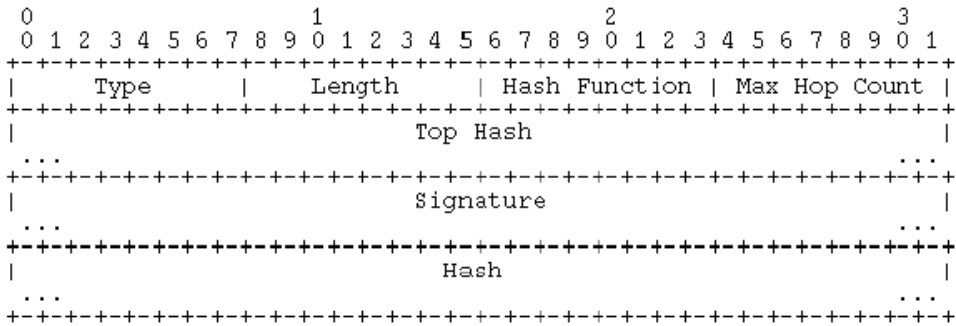 0                   1                   2                   3
0 1 2 3 4 5 6 7 8 9 0 1 2 3 4 5 6 7 8 9 0 1 2 3 4 5 6 7 8 9 0 1
+-+-+-+-+-+-+-+-+-+-+-+-+-+-+-+-+-+-+-+-+-+-+-+-+-+-+-+-+-+-+-+-+
|     Type      |    Length     | Hash Function | Max Hop Count |
+-+-+-+-+-+-+-+-+-+-+-+-+-+-+-+-+-+-+-+-+-+-+-+-+-+-+-+-+-+-+-+-+
|                           Top Hash                            |
...                                                         ...
+-+-+-+-+-+-+-+-+-+-+-+-+-+-+-+-+-+-+-+-+-+-+-+-+-+-+-+-+-+-+-+-+
|                           Signature                           |
...                                                         ...
+-+-+-+-+-+-+-+-+-+-+-+-+-+-+-+-+-+-+-+-+-+-+-+-+-+-+-+-+-+-+-+-+
|                             Hash                              |
...                                                         ...
+-+-+-+-+-+-+-+-+-+-+-+-+-+-+-+-+-+-+-+-+-+-+-+-+-+-+-+-+-+-+-+-+